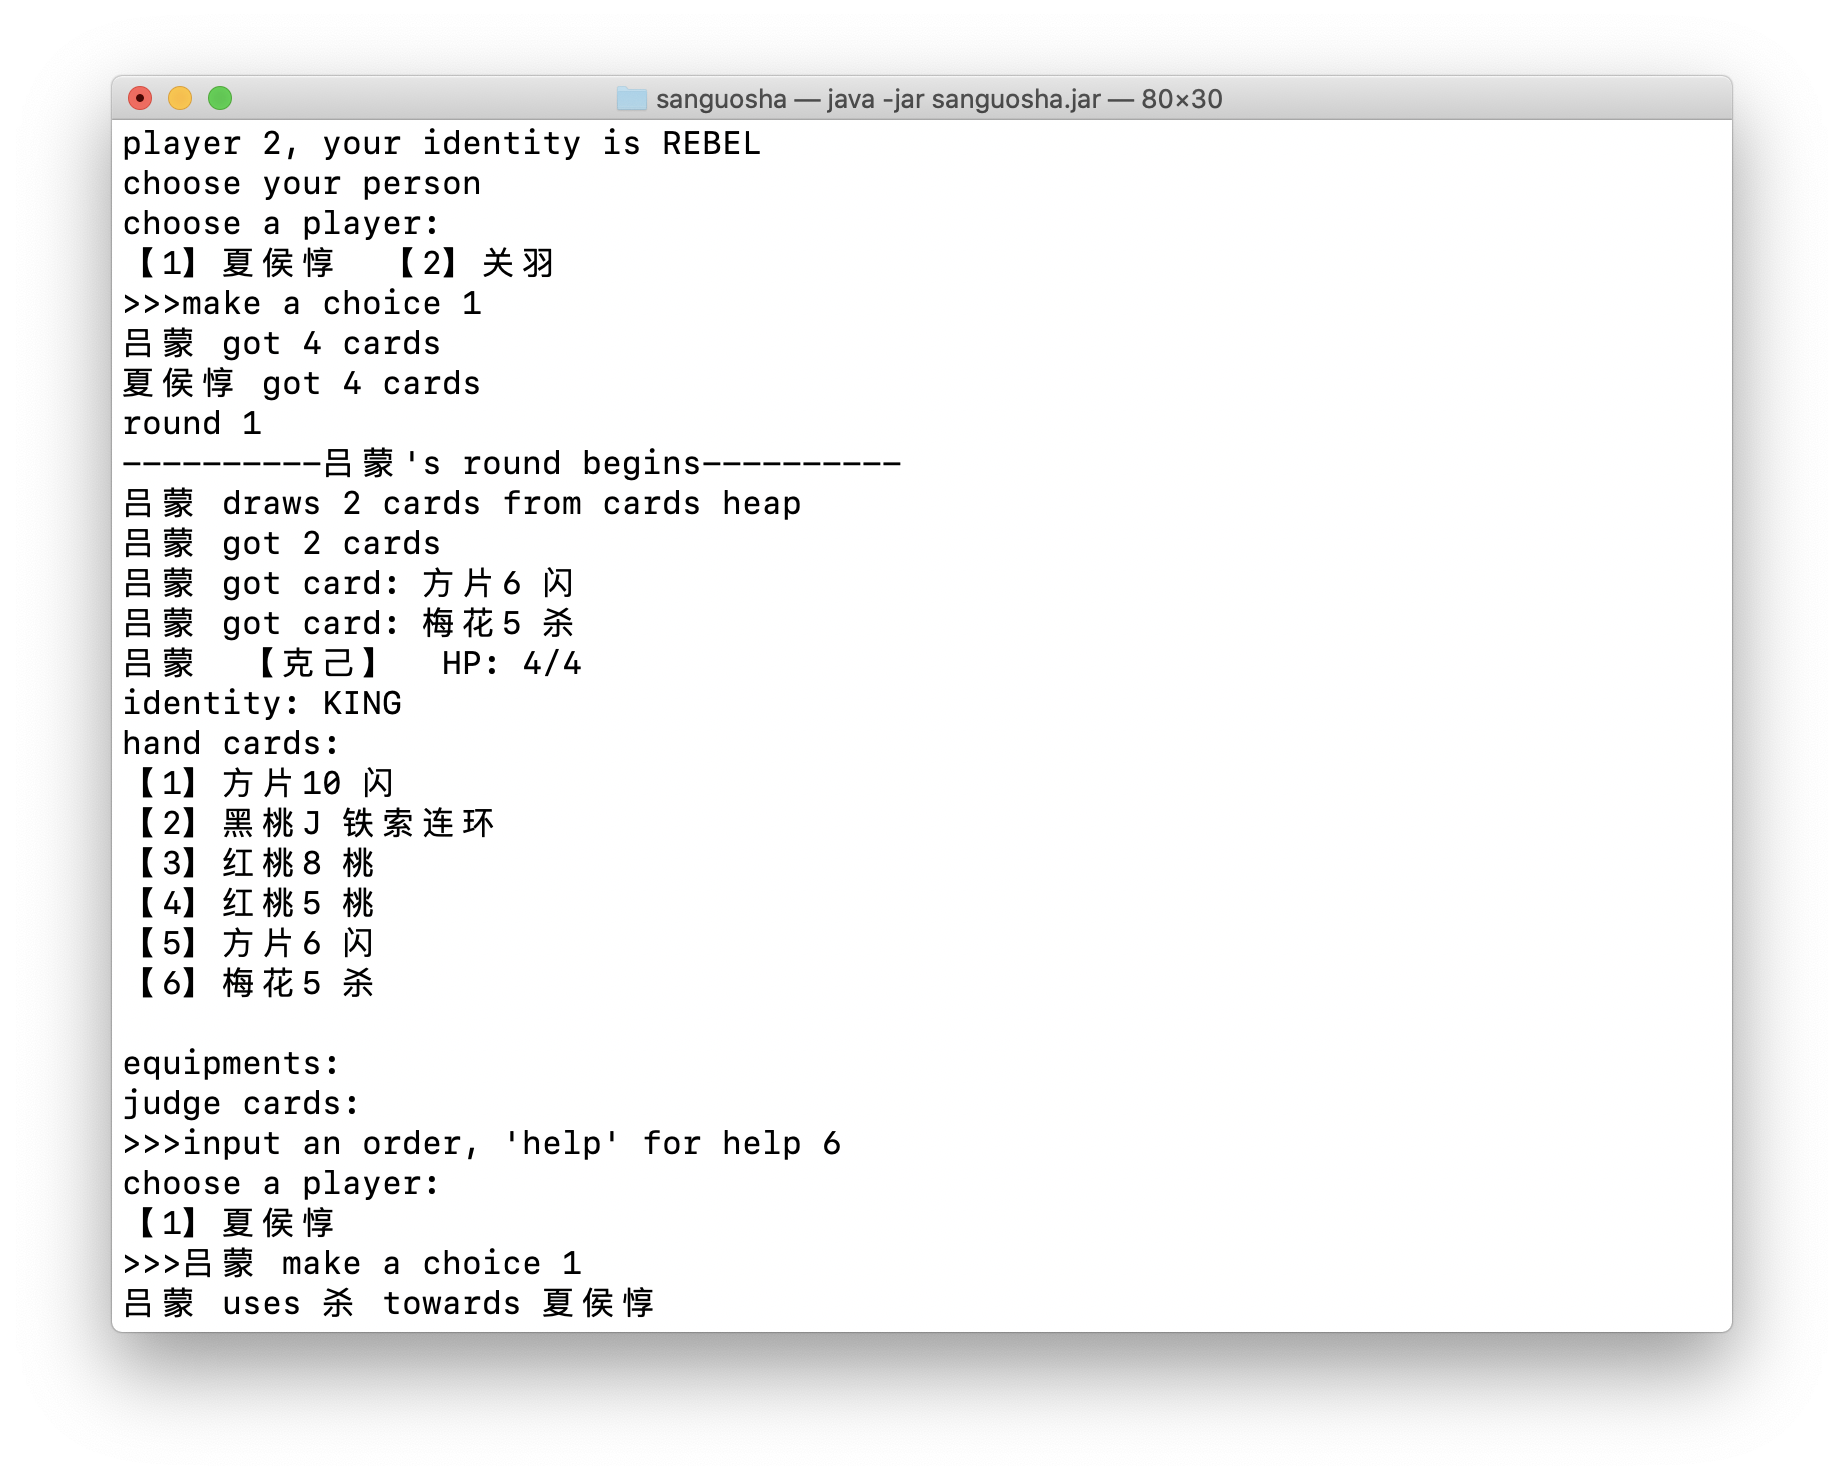 sanguosha — java -jar sanguosha.jar — 80×30
player 2, your identity is REBEL
choose your person
choose a player:
【1】夏侯惇  【2】关羽
>>>make a choice 1
吕蒙 got 4 cards
夏侯惇 got 4 cards
round 1
----------吕蒙's round begins----------
吕蒙 draws 2 cards from cards heap
吕蒙 got 2 cards
吕蒙 got card: 方片6 闪
吕蒙 got card: 梅花5 杀
吕蒙  【克己】  HP: 4/4
identity: KING
hand cards:
【1】方片10 闪
【2】黑桃J 铁索连环
【3】红桃8 桃
【4】红桃5 桃
【5】方片6 闪
【6】梅花5 杀
equipments:
judge cards:
>>>input an order, 'help' for help 6
choose a player:
【1】夏侯惇
>>>吕蒙 make a choice 1
吕蒙 uses 杀 towards 夏侯惇